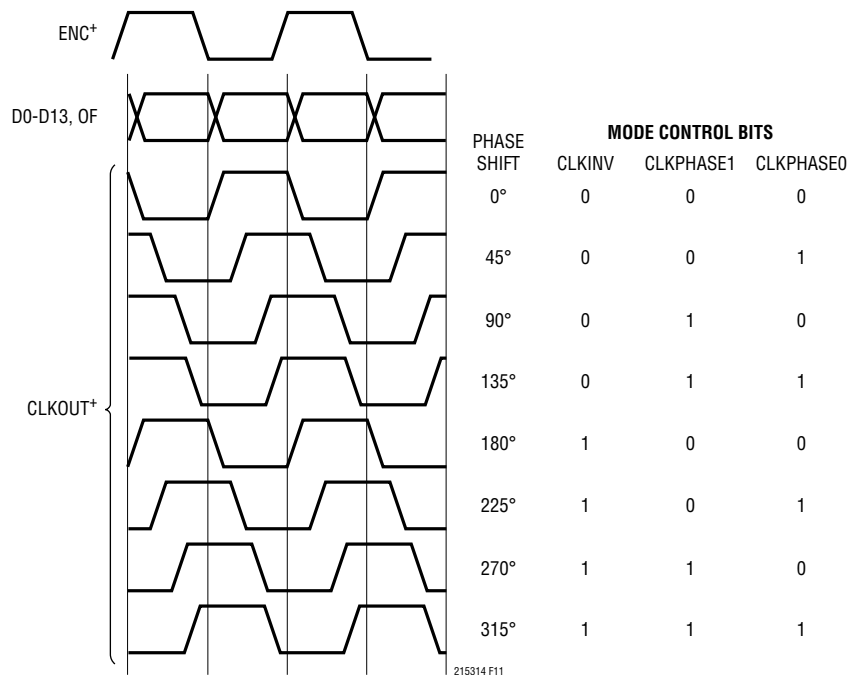 ENC+
D0-D13, OF
CLKOUT+
MODE CONTROL BITS
PHASE
SHIFT CLKINV CLKPHASE1 CLKPHASE0
0° 0 0 0
45° 0 0 1
90° 0 1 0
135° 0 1 1
180° 1 0 0
225° 1 0 1
270° 1 1 0
315° 1 1 1
215314 F11